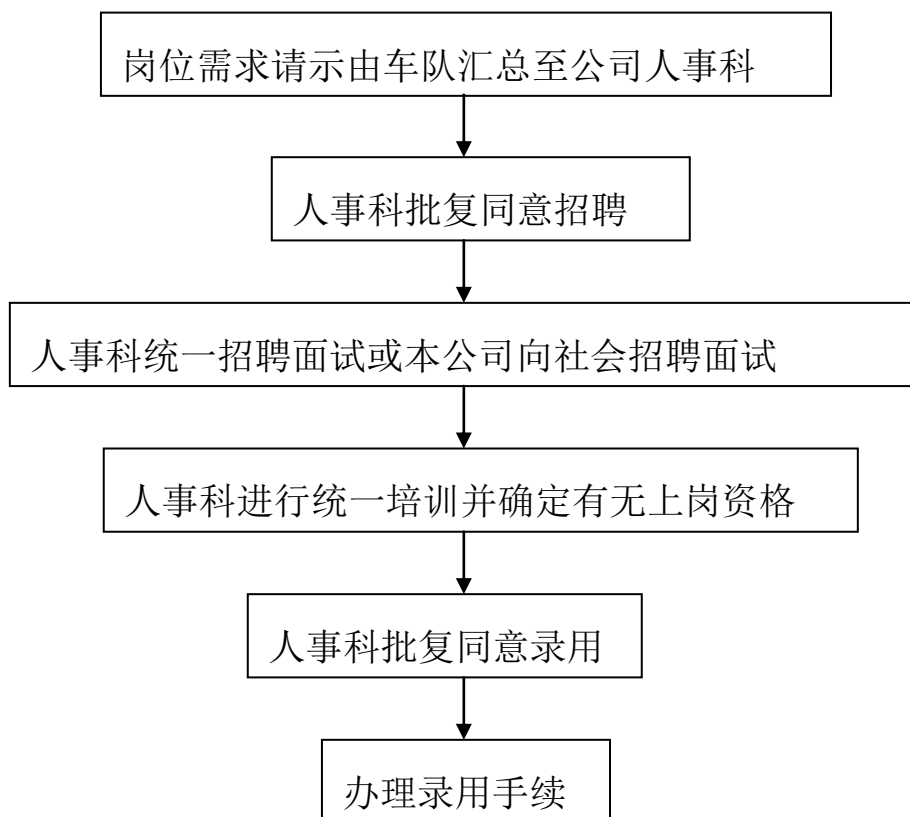 岗位需求请示由车队汇总至公司人事科
人事科批复同意招聘
人事科统一招聘面试或本公司向社会招聘面试
人事科进行统一培训并确定有无上岗资格
人事科批复同意录用
办理录用手续